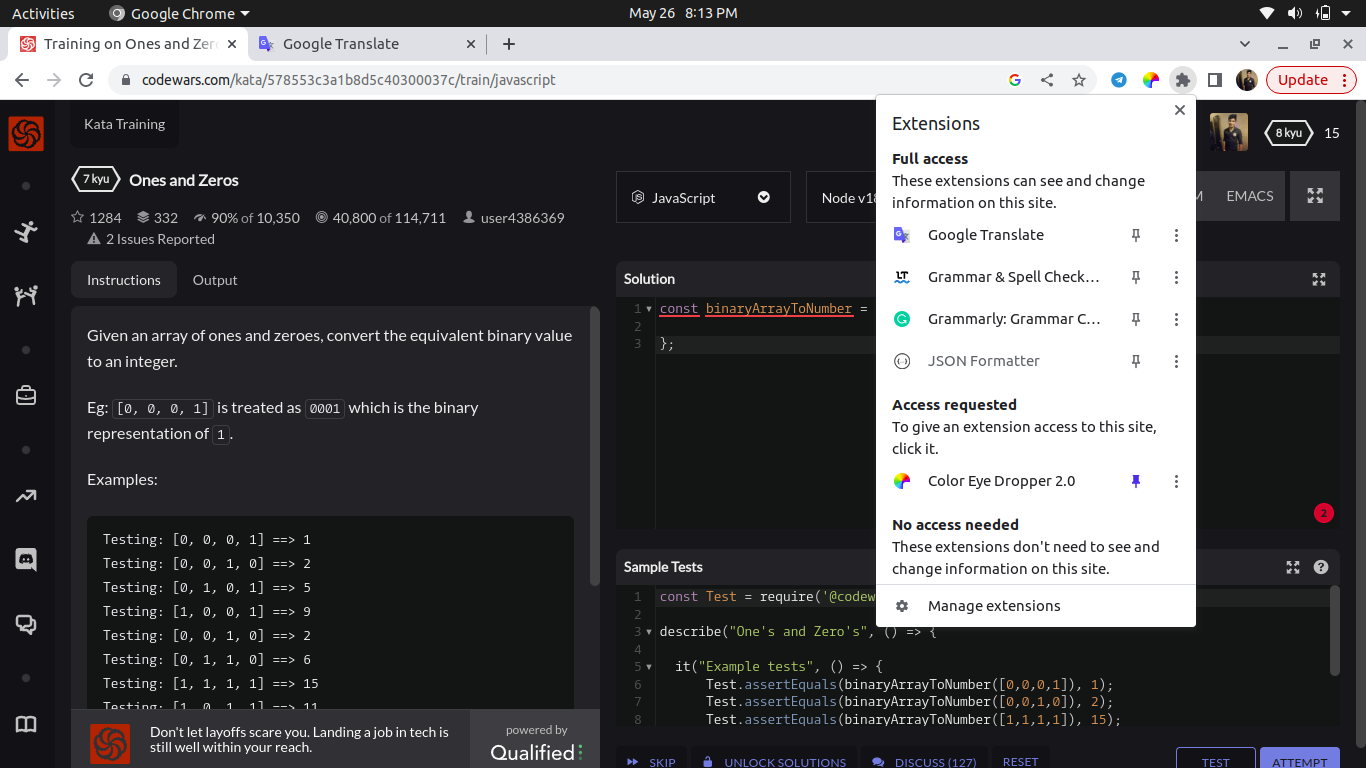 Activities
Google Chrome
May 26 8:13 PM
Training on Ones and Zero
Google Translate
codewars.com/kata/578553c3a1b8d5c40300037c/train/javascript
Update
Kata Training
8 kyu
15
7 kyu
Ones and Zeros
1284
332
90% of 10,350
40,800 of 114,711
user4386369
2 Issues Reported
JavaScript
Node v18
EMACS
Instructions
Output
Given an array of ones and zeroes, convert the equivalent binary value
to an integer.
Eg: [0, 0, 0, 1] is treated as 0001 which is the binary
representation of 1.
Examples:
Testing: [0, 0, 0, 1] ==> 1
Testing: [0, 0, 1, 0] ==> 2
Testing: [0, 1, 0, 1] ==> 5
Testing: [1, 0, 0, 1] ==> 9
Testing: [0, 0, 1, 0] ==> 2
Testing: [0, 1, 1, 0] ==> 6
Testing: [1, 1, 1, 1] ==> 15
Testing: [1, 0, 1, 1] ==> 11
Don't let layoffs scare you. Landing a job in tech is
still well within your reach.
powered by
Qualified
Solution
1 const binaryArrayToNumber =
2
3 };
2
Sample Tests
1 const Test = require('@codew
2
3 describe("One's and Zero's", () => {
4
5 it("Example tests", () => {
6 Test.assertEquals(binaryArrayToNumber([0,0,0,1]), 1);
7 Test.assertEquals(binaryArrayToNumber([0,0,1,0]), 2);
8 Test.assertEquals(binaryArrayToNumber([1,1,1,1]), 15);
SKIP
UNLOCK SOLUTIONS
DISCUSS (127)
RESET
TEST
ATTEMPT
Extensions
Full access
These extensions can see and change
information on this site.
Google Translate
Grammar & Spell Check...
Grammarly: Grammar C...
JSON Formatter
Access requested
To give an extension access to this site,
click it.
Color Eye Dropper 2.0
No access needed
These extensions don't need to see and
change information on this site.
Manage extensions